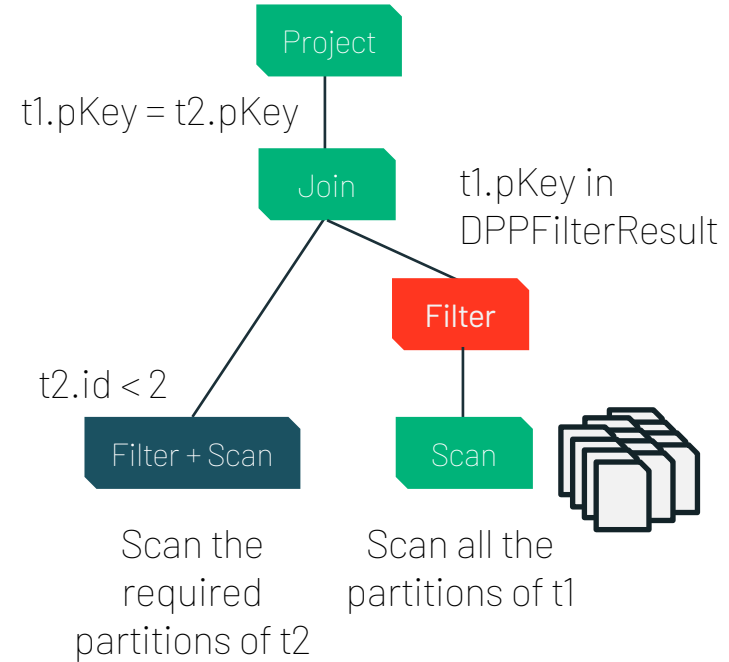 Project
t1.pKey = t2.pKey
Join
t1.pKey in
DPPFilterResult
Filter
t2.id < 2
Filter + Scan
Scan
Scan the
required
partitions of t2
Scan all the
partitions of t1